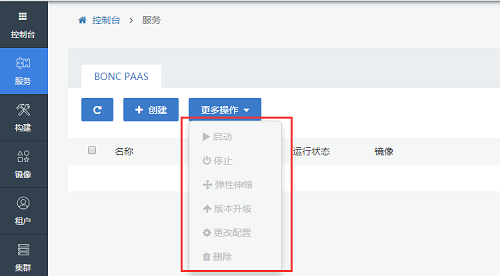 控制台 > 服务
控制台
服务
构建
镜像
租户
集群
BONC PAAS
创建 更多操作
名称 运行状态 镜像
启动
停止
弹性伸缩
版本升级
更改配置
删除